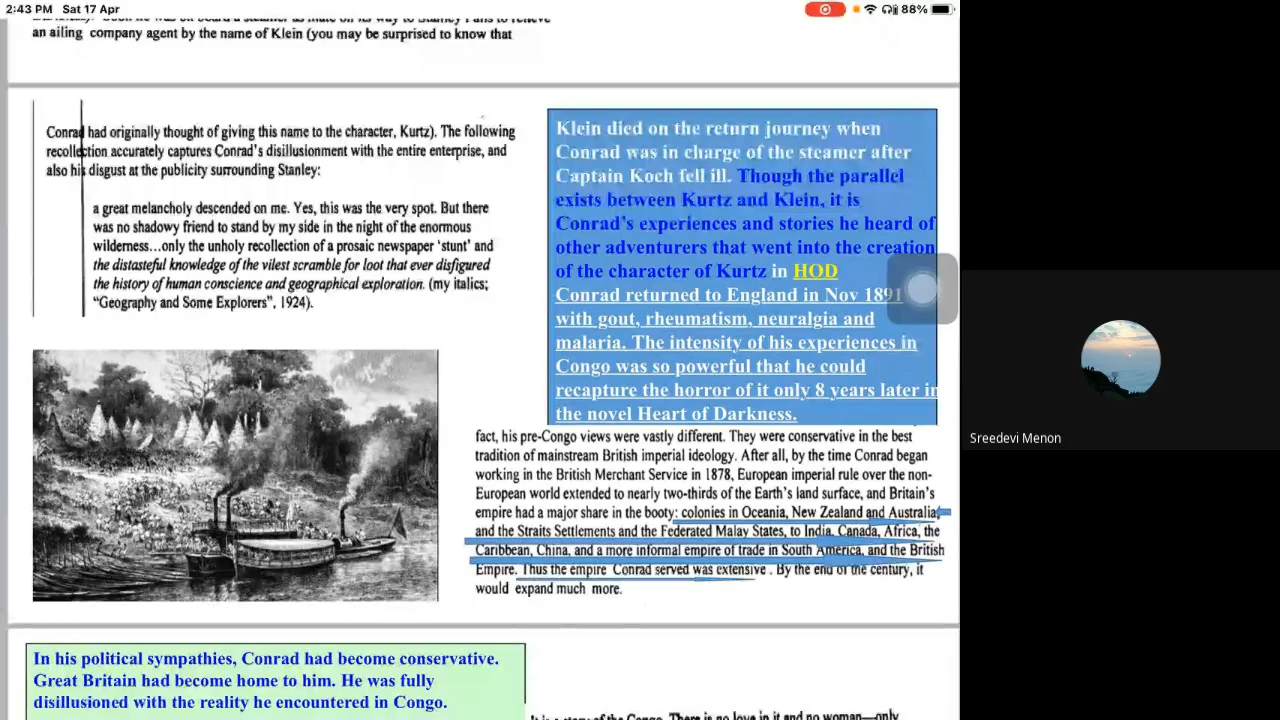 2:43 PM Sat 17 Apr
88%
an ailing company agent by the name of Klein (you may be surprised to know that
Conrad had originally thought of giving this name to the character, Kurtz). The following
recollection accurately captures Conrad's disillusionment with the entire enterprise, and
also his disgust at the publicity surrounding Stanley:
a great melancholy descended on me. Yes, this was the very spot. But there
was no shadowy friend to stand by my side in the night of the enormous
wilderness...only the unholy recollection of a prosaic newspaper 'stunt' and
the distasteful knowledge of the vilest scramble for loot that ever disfigured
the history of human conscience and geographical exploration. (my italics;
"Geography and Some Explorers", 1924).
Klein died on the return journey when
Conrad was in charge of the steamer after
Captain Koch fell ill. Though the parallel
exists between Kurtz and Klein, it is
Conrad's experiences and stories he heard of
other adventurers that went into the creation
of the character of Kurtz in HOD
Conrad returned to England in Nov 1891
with gout, rheumatism, neuralgia and
malaria. The intensity of his experiences in
Congo was so powerful that he could
recapture the horror of it only 8 years later in
the novel Heart of Darkness.
fact, his pre-Congo views were vastly different. They were conservative in the best
tradition of mainstream British imperial ideology. After all, by the time Conrad began
working in the British Merchant Service in 1878, European imperial rule over the non-
European world extended to nearly two-thirds of the Earth's land surface, and Britain's
empire had a major share in the booty: colonies in Oceania, New Zealand and Australia,
and the Straits Settlements and the Federated Malay States, to India, Canada, Africa, the
Caribbean, China, and a more informal empire of trade in South America, and the British
Empire. Thus the empire Conrad served was extensive . By the end of the century, it
would expand much more.
In his political sympathies, Conrad had become conservative.
Great Britain had become home to him. He was fully
disillusioned with the reality he encountered in Congo.
It is a story of the Congo. There is no love in it and no woman—only
Sreedevi Menon